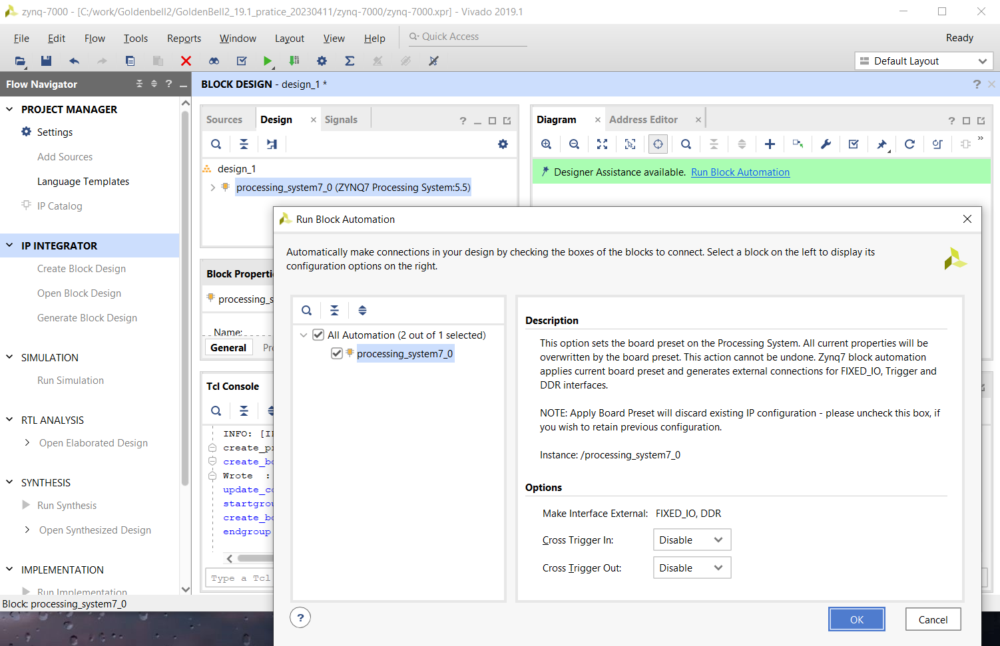 zynq-7000 - [C:/work/Goldenbell2/GoldenBell2_19.1_pratice_20230411/zynq-7000/zynq-7000.xpr] - Vivado 2019.1
File Edit Flow Tools Reports Window Layout View Help Quick Access Ready
Default Layout
Flow Navigator
PROJECT MANAGER
Settings
Add Sources
Language Templates
IP Catalog
IP INTEGRATOR
Create Block Design
Open Block Design
Generate Block Design
SIMULATION
Run Simulation
RTL ANALYSIS
Open Elaborated Design
SYNTHESIS
Run Synthesis
Open Synthesized Design
IMPLEMENTATION
Run Implementation
Block: processing_system7_0
BLOCK DESIGN - design_1 *
Sources Design Signals
design_1
processing_system7_0 (ZYNQ7 Processing System:5.5)
Diagram Address Editor
Designer Assistance available. Run Block Automation
Block Properti
processing_s
Name:
General Pr
Tcl Console
INFO: [I
create_p
create_b
Wrote :
update_c
startgro
create_b
endgroup
Type a Tcl
Run Block Automation
Automatically make connections in your design by checking the boxes of the blocks to connect. Select a block on the left to display its
configuration options on the right.
All Automation (2 out of 1 selected)
processing_system7_0
Description
This option sets the board preset on the Processing System. All current properties will be
overwritten by the board preset. This action cannot be undone. Zynq7 block automation
applies current board preset and generates external connections for FIXED_IO, Trigger and
DDR interfaces.
NOTE: Apply Board Preset will discard existing IP configuration - please uncheck this box, if
you wish to retain previous configuration.
Instance: /processing_system7_0
Options
Make Interface External: FIXED_IO, DDR
Cross Trigger In: Disable
Cross Trigger Out: Disable
OK Cancel